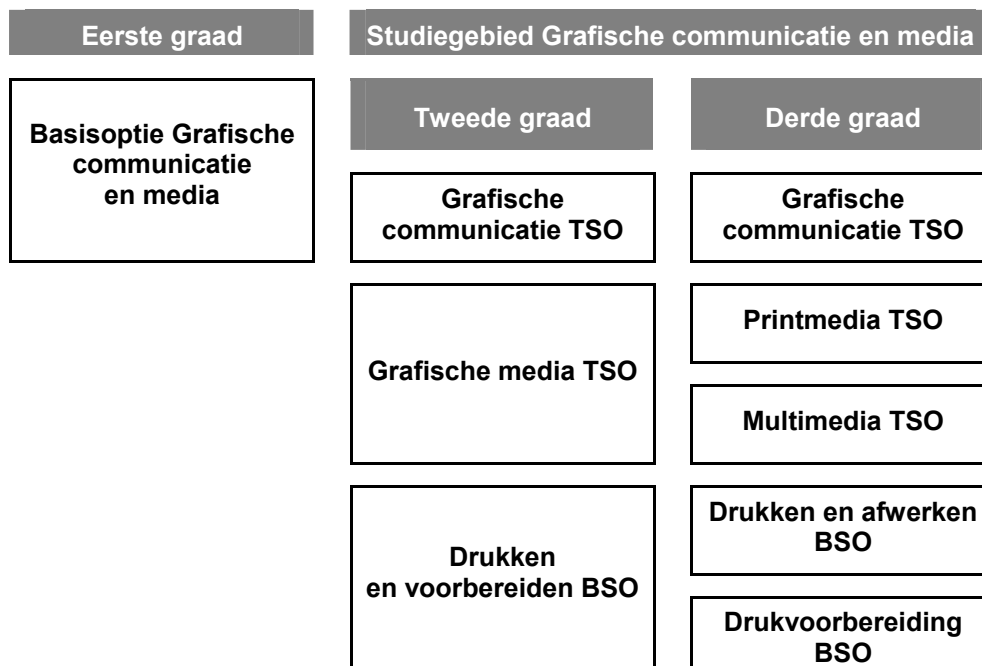 Eerste graad
Studiegebied Grafische communicatie en media
Basisoptie Grafische
communicatie
en media
Tweede graad
Derde graad
Grafische
communicatie TSO
Grafische
communicatie TSO
Grafische media TSO
Printmedia TSO
Multimedia TSO
Drukken
en voorbereiden BSO
Drukken en afwerken
BSO
Drukvoorbereiding
BSO